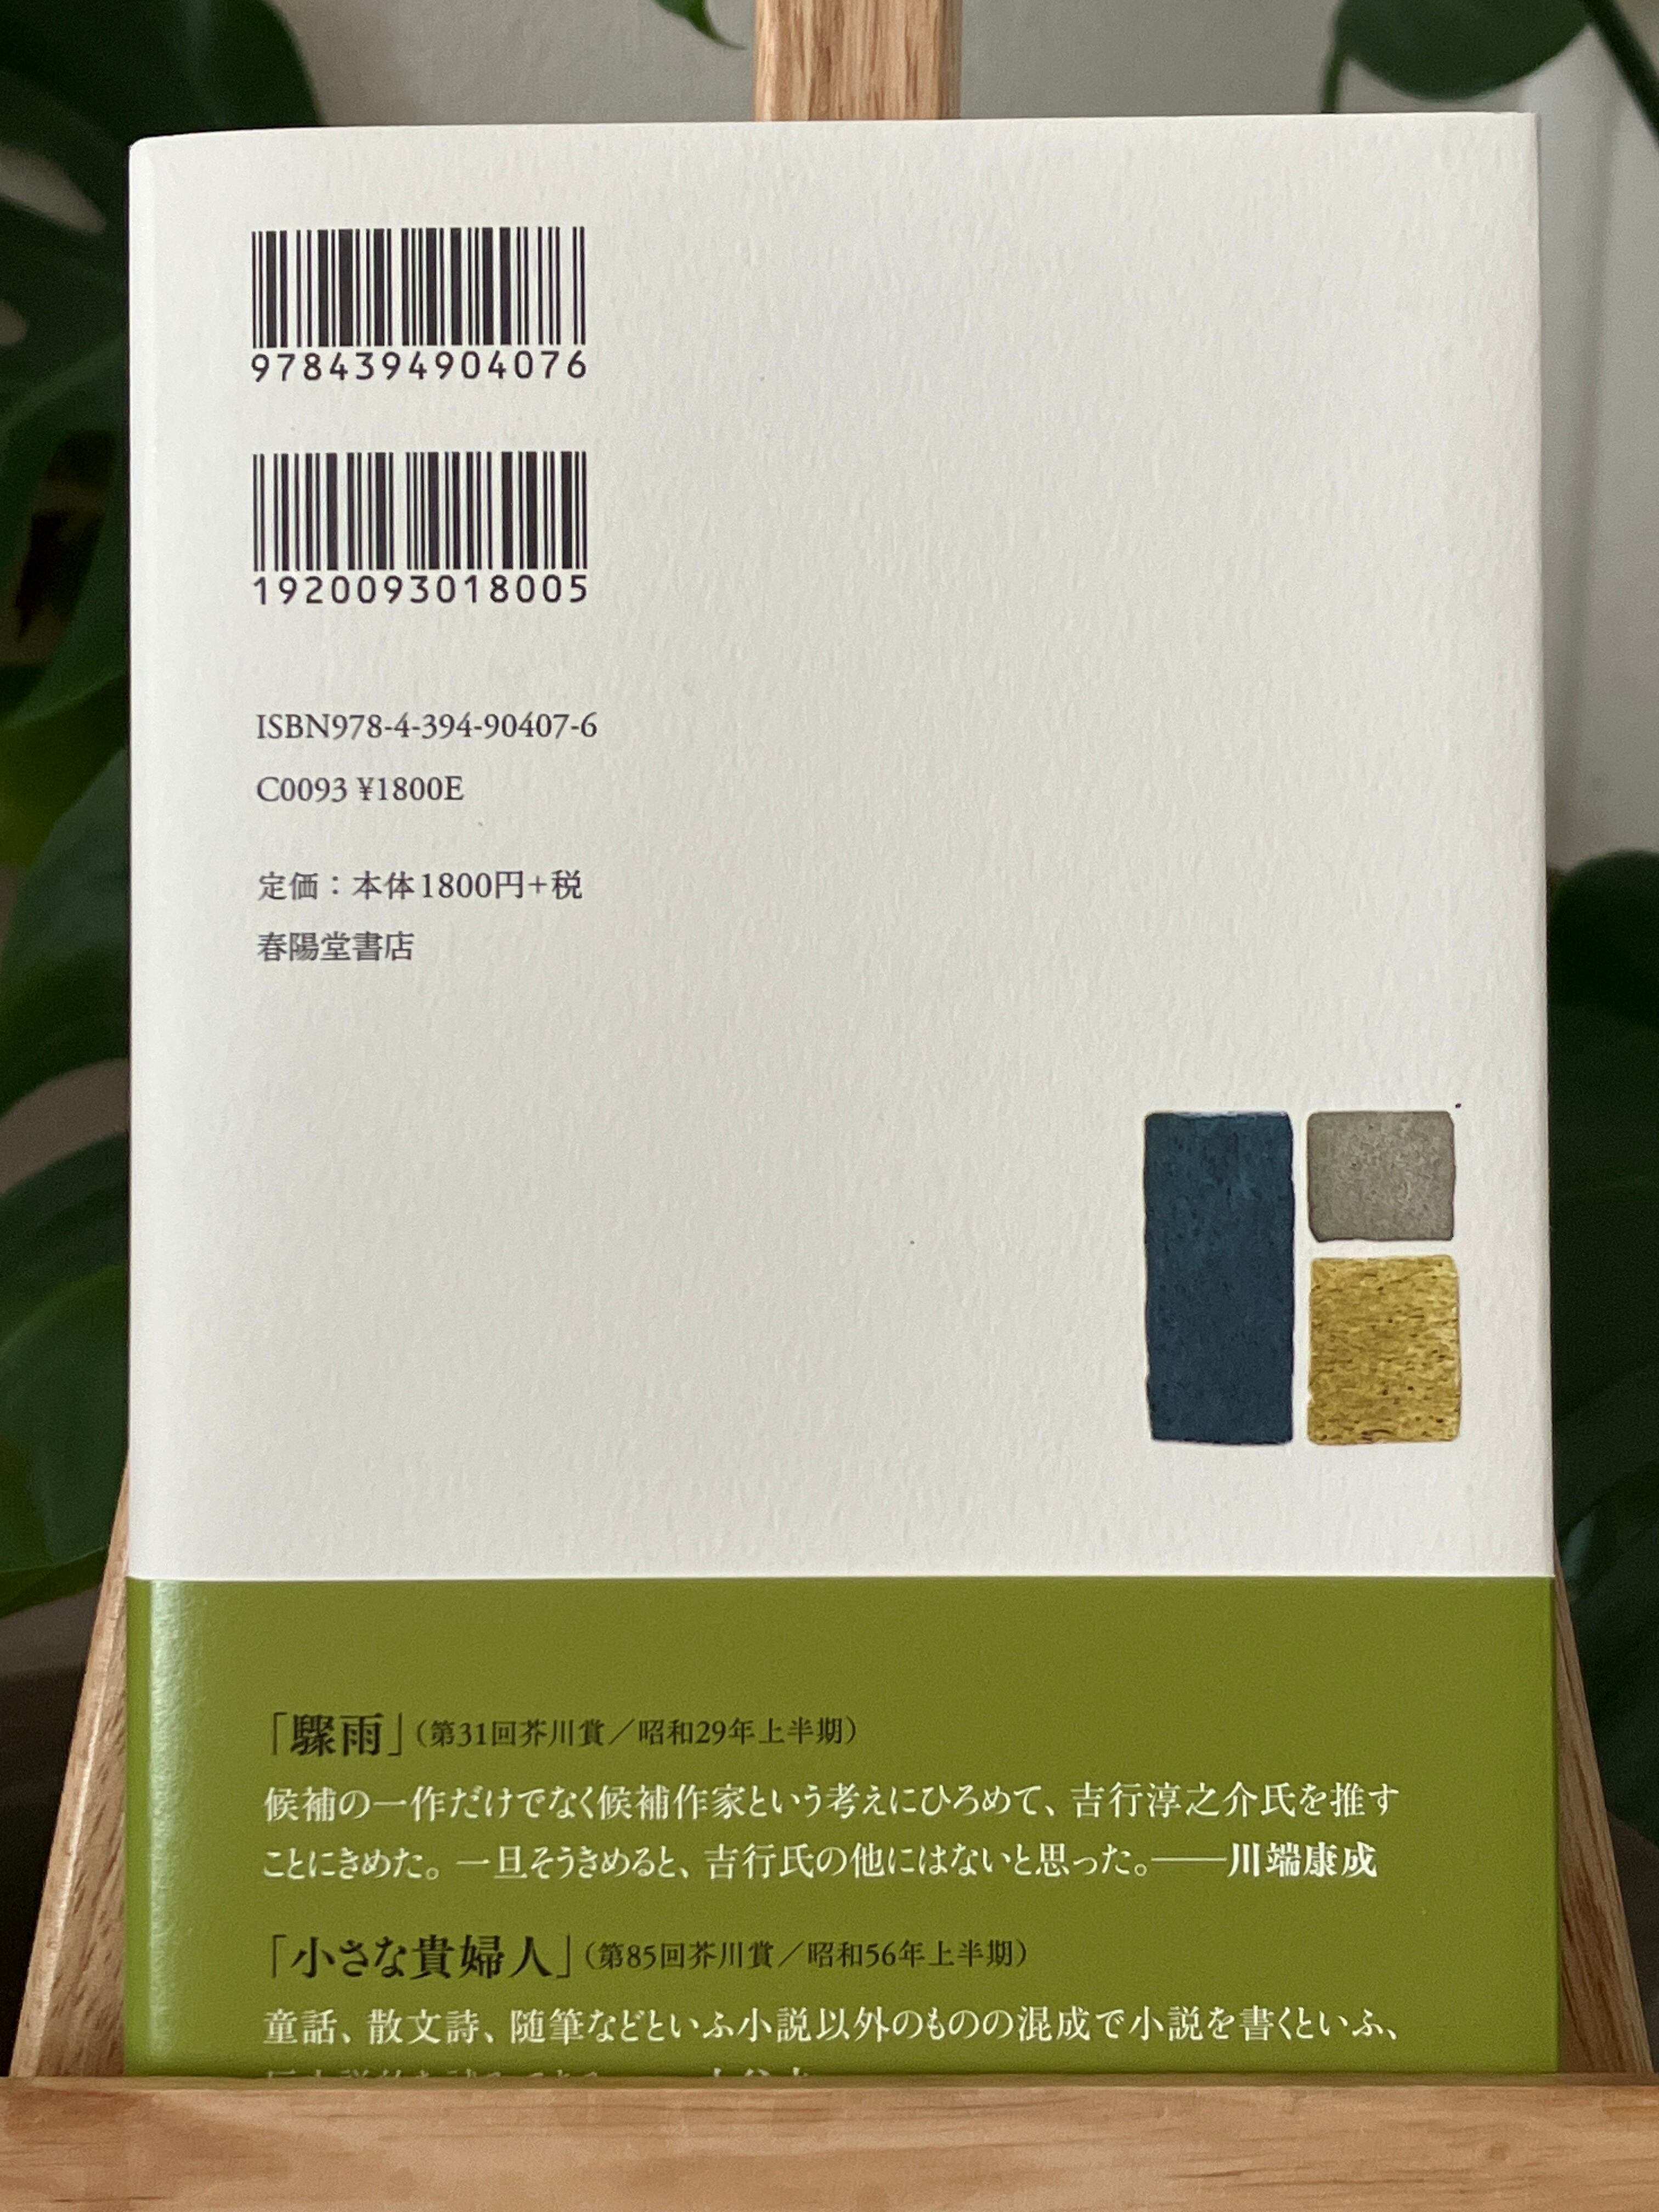 9784394904076
1920093018005
ISBN978-4-394-90407-6
C0093 ¥1800E
定価：本体1800円+税
春陽堂書店
「驟雨」（第31回芥川賞／昭和29年上半期）
候補の一作だけでなく候補作家という考えにひろめて、吉行淳之介氏を推す
ことにきめた。一旦そうきめると、吉行氏の他にはないと思った。——川端康成
「小さな貴婦人」（第85回芥川賞／昭和56年上半期）
童話、散文詩、随筆などといふ小説以外のものの混成で小説を書くといふ、